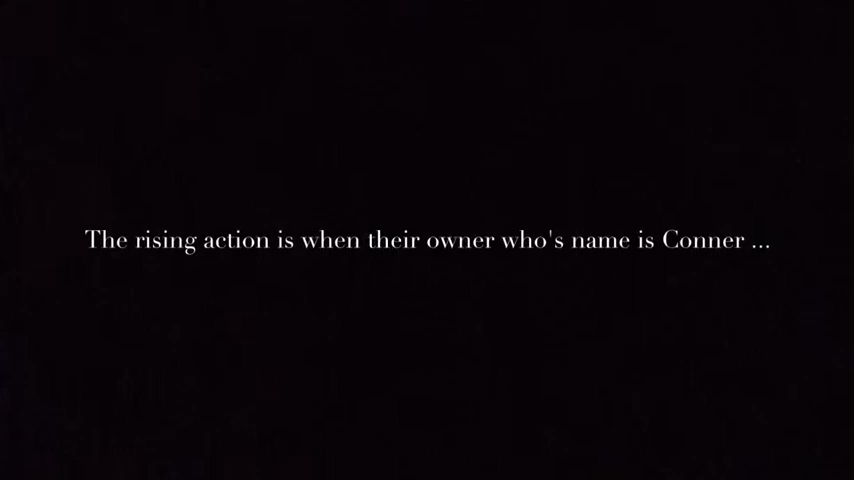 The rising action is when their owner who's name is Conner ...